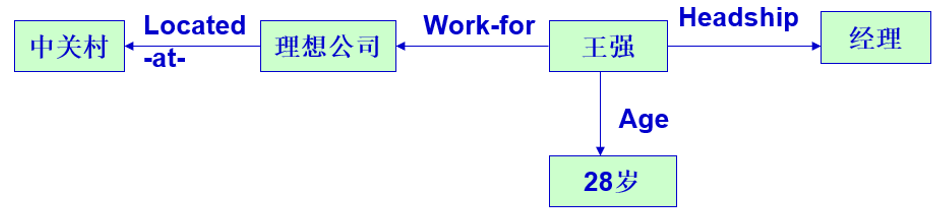 中关村
Located
-at-
理想公司
Work-for
王强
Headship
经理
Age
28岁